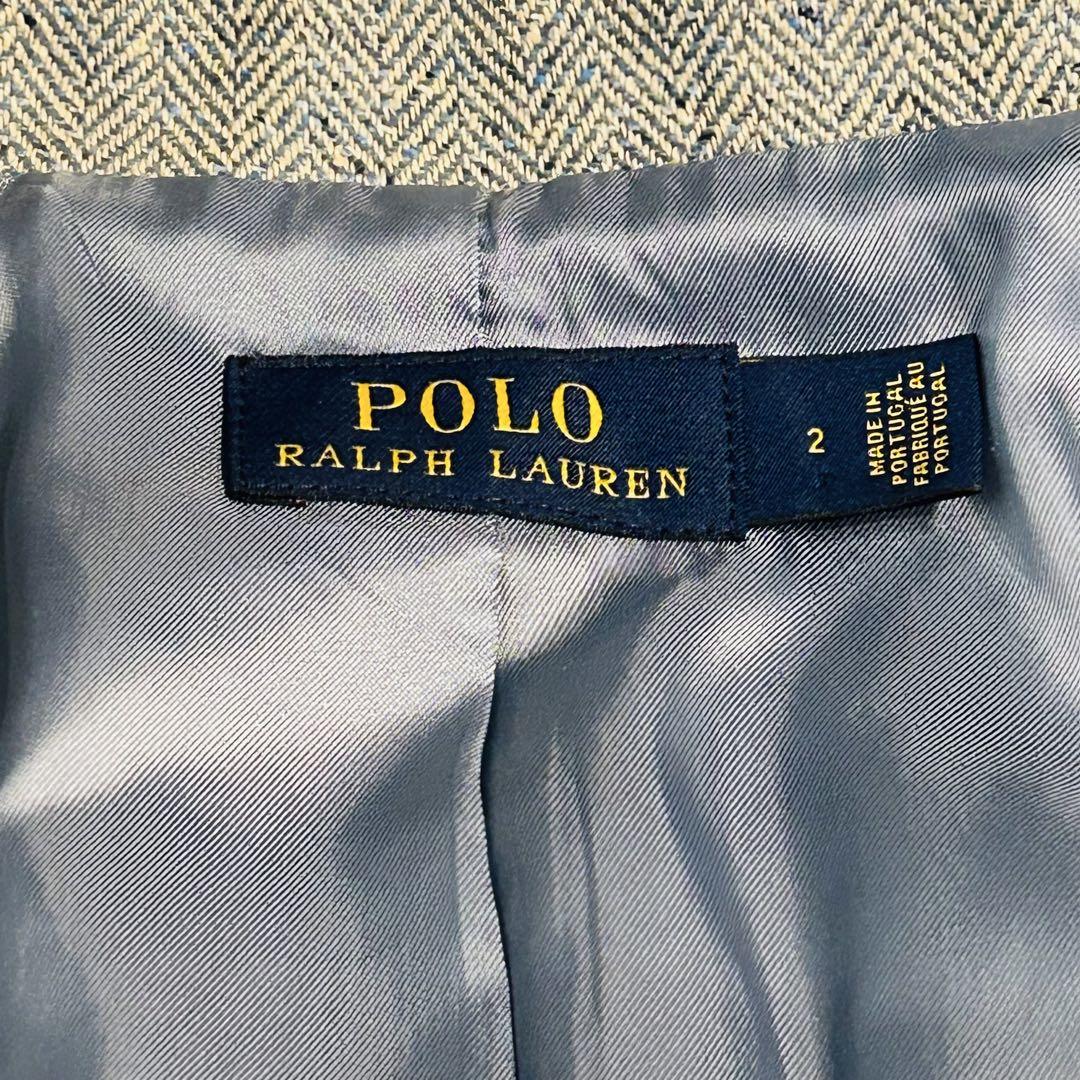 POLO
RALPH LAUREN
2
MADE IN
PORTUGAL
FABRIQUÉ AU
PORTUGAL